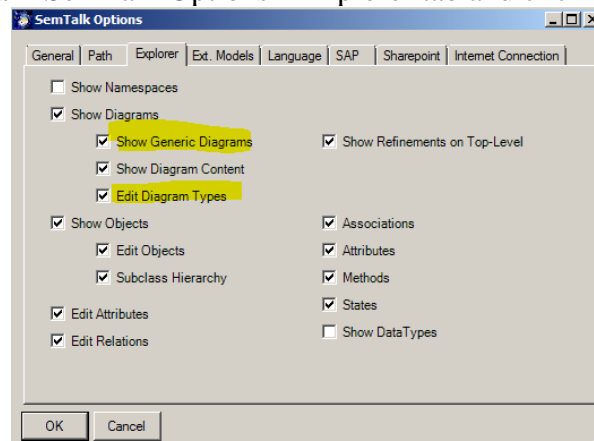 SemTalk Options
General Path Explorer Ext. Models Language SAP Sharepoint Internet Connection
Show Namespaces
Show Diagrams
Show Generic Diagrams Show Refinements on Top-Level
Show Diagram Content
Edit Diagram Types
Show Objects Associations
Edit Objects Attributes
Subclass Hierarchy Methods
States
Edit Attributes
Show DataTypes
Edit Relations
OK Cancel